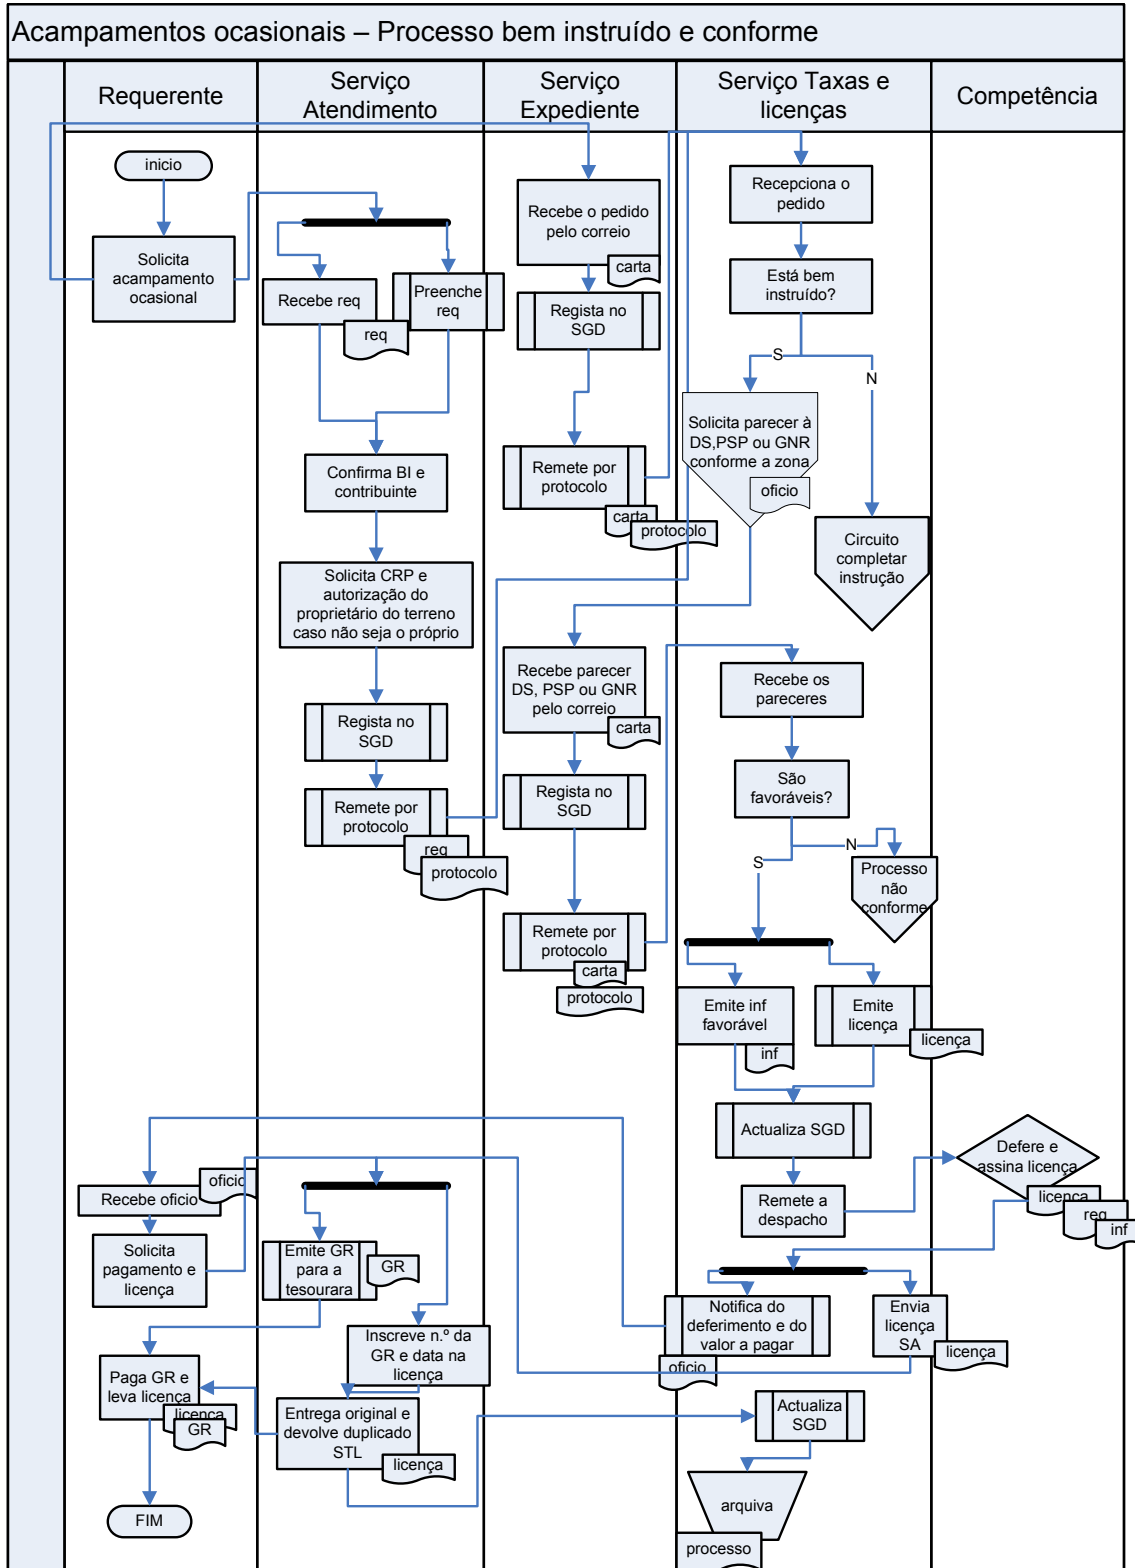 Acampamentos ocasionais – Processo bem instruído e conforme
Requerente
Serviço
Atendimento
Serviço
Expediente
Serviço Taxas e
licenças
Competência
inicio
Solicita
acampamento
ocasional
Recebe req
req
Preenche
req
Confirma BI e
contribuinte
Solicita CRP e
autorização do
proprietário do terreno
caso não seja o próprio
Regista no
SGD
Remete por
protocolo
req
protocolo
Recebe o pedido
pelo correio
carta
Regista no
SGD
Remete por
protocolo
carta
protocolo
Recepciona o
pedido
Está bem
instruído?
S
N
Solicita parecer à
DS,PSP ou GNR
conforme a zona
oficio
Circuito
completar
instrução
Recebe parecer
DS, PSP ou GNR
pelo correio
carta
Regista no
SGD
Remete por
protocolo
carta
protocolo
Recebe os
pareceres
São
favoráveis?
N
S
Processo
não
conforme
Emite inf
favorável
inf
Emite
licença
licença
Actualiza SGD
Remete a
despacho
Defere e
assina licença
licença
req
inf
Notifica do
deferimento e do
valor a pagar
oficio
Envia
licença
SA
licença
Recebe oficio
oficio
Solicita
pagamento e
licença
Emite GR
para a
tesourara
GR
Inscreve n.º da
GR e data na
licença
Paga GR e
leva licença
licença
GR
Entrega original e
devolve duplicado
STL
licença
Actualiza
SGD
arquiva
processo
FIM